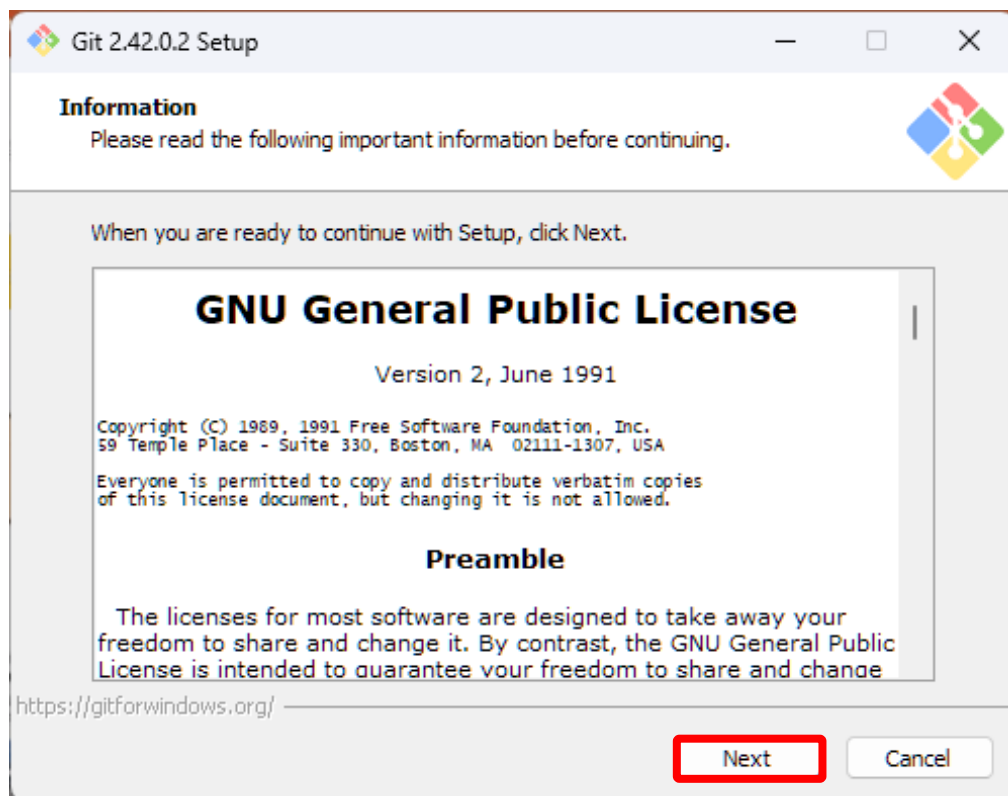 Git 2.42.0.2 Setup
Information
Please read the following important information before continuing.
When you are ready to continue with Setup, click Next.
GNU General Public License
Version 2, June 1991
Copyright (C) 1989, 1991 Free Software Foundation, Inc.
59 Temple Place - Suite 330, Boston, MA  02111-1307, USA
Everyone is permitted to copy and distribute verbatim copies
of this license document, but changing it is not allowed.
Preamble
The licenses for most software are designed to take away your
freedom to share and change it. By contrast, the GNU General Public
License is intended to guarantee your freedom to share and change
https://gitforwindows.org/
Next
Cancel